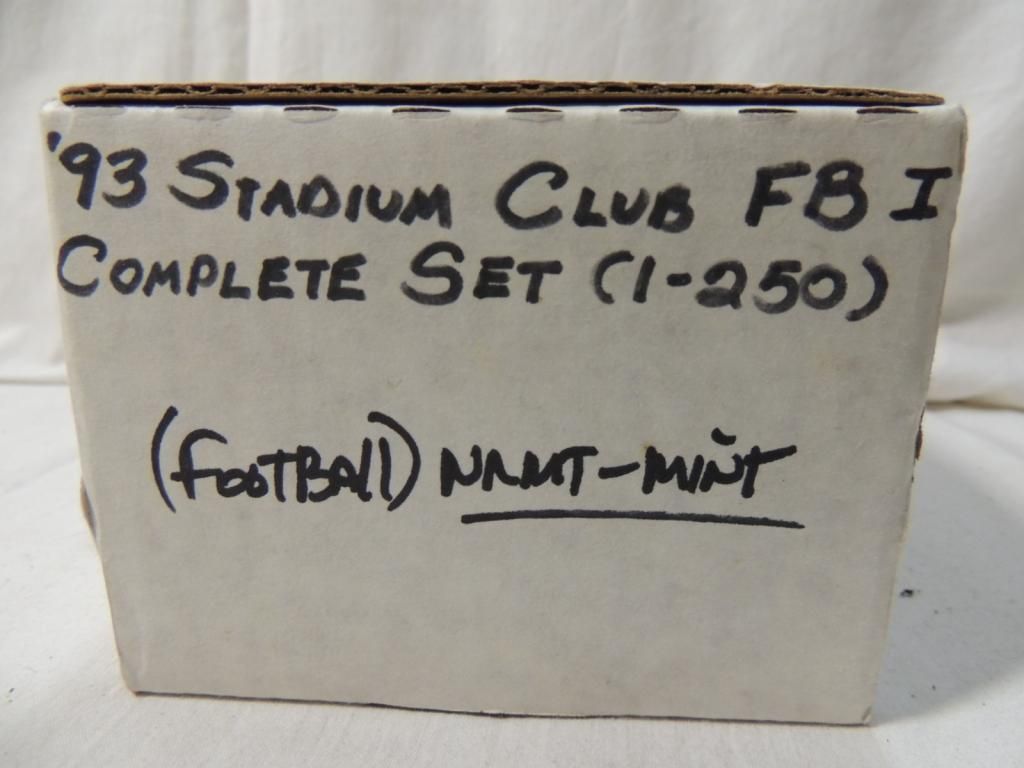 '93 STADIUM CLUB FB I
COMPLETE SET (1-250)
(FOOTBAll) NRMT-MINT